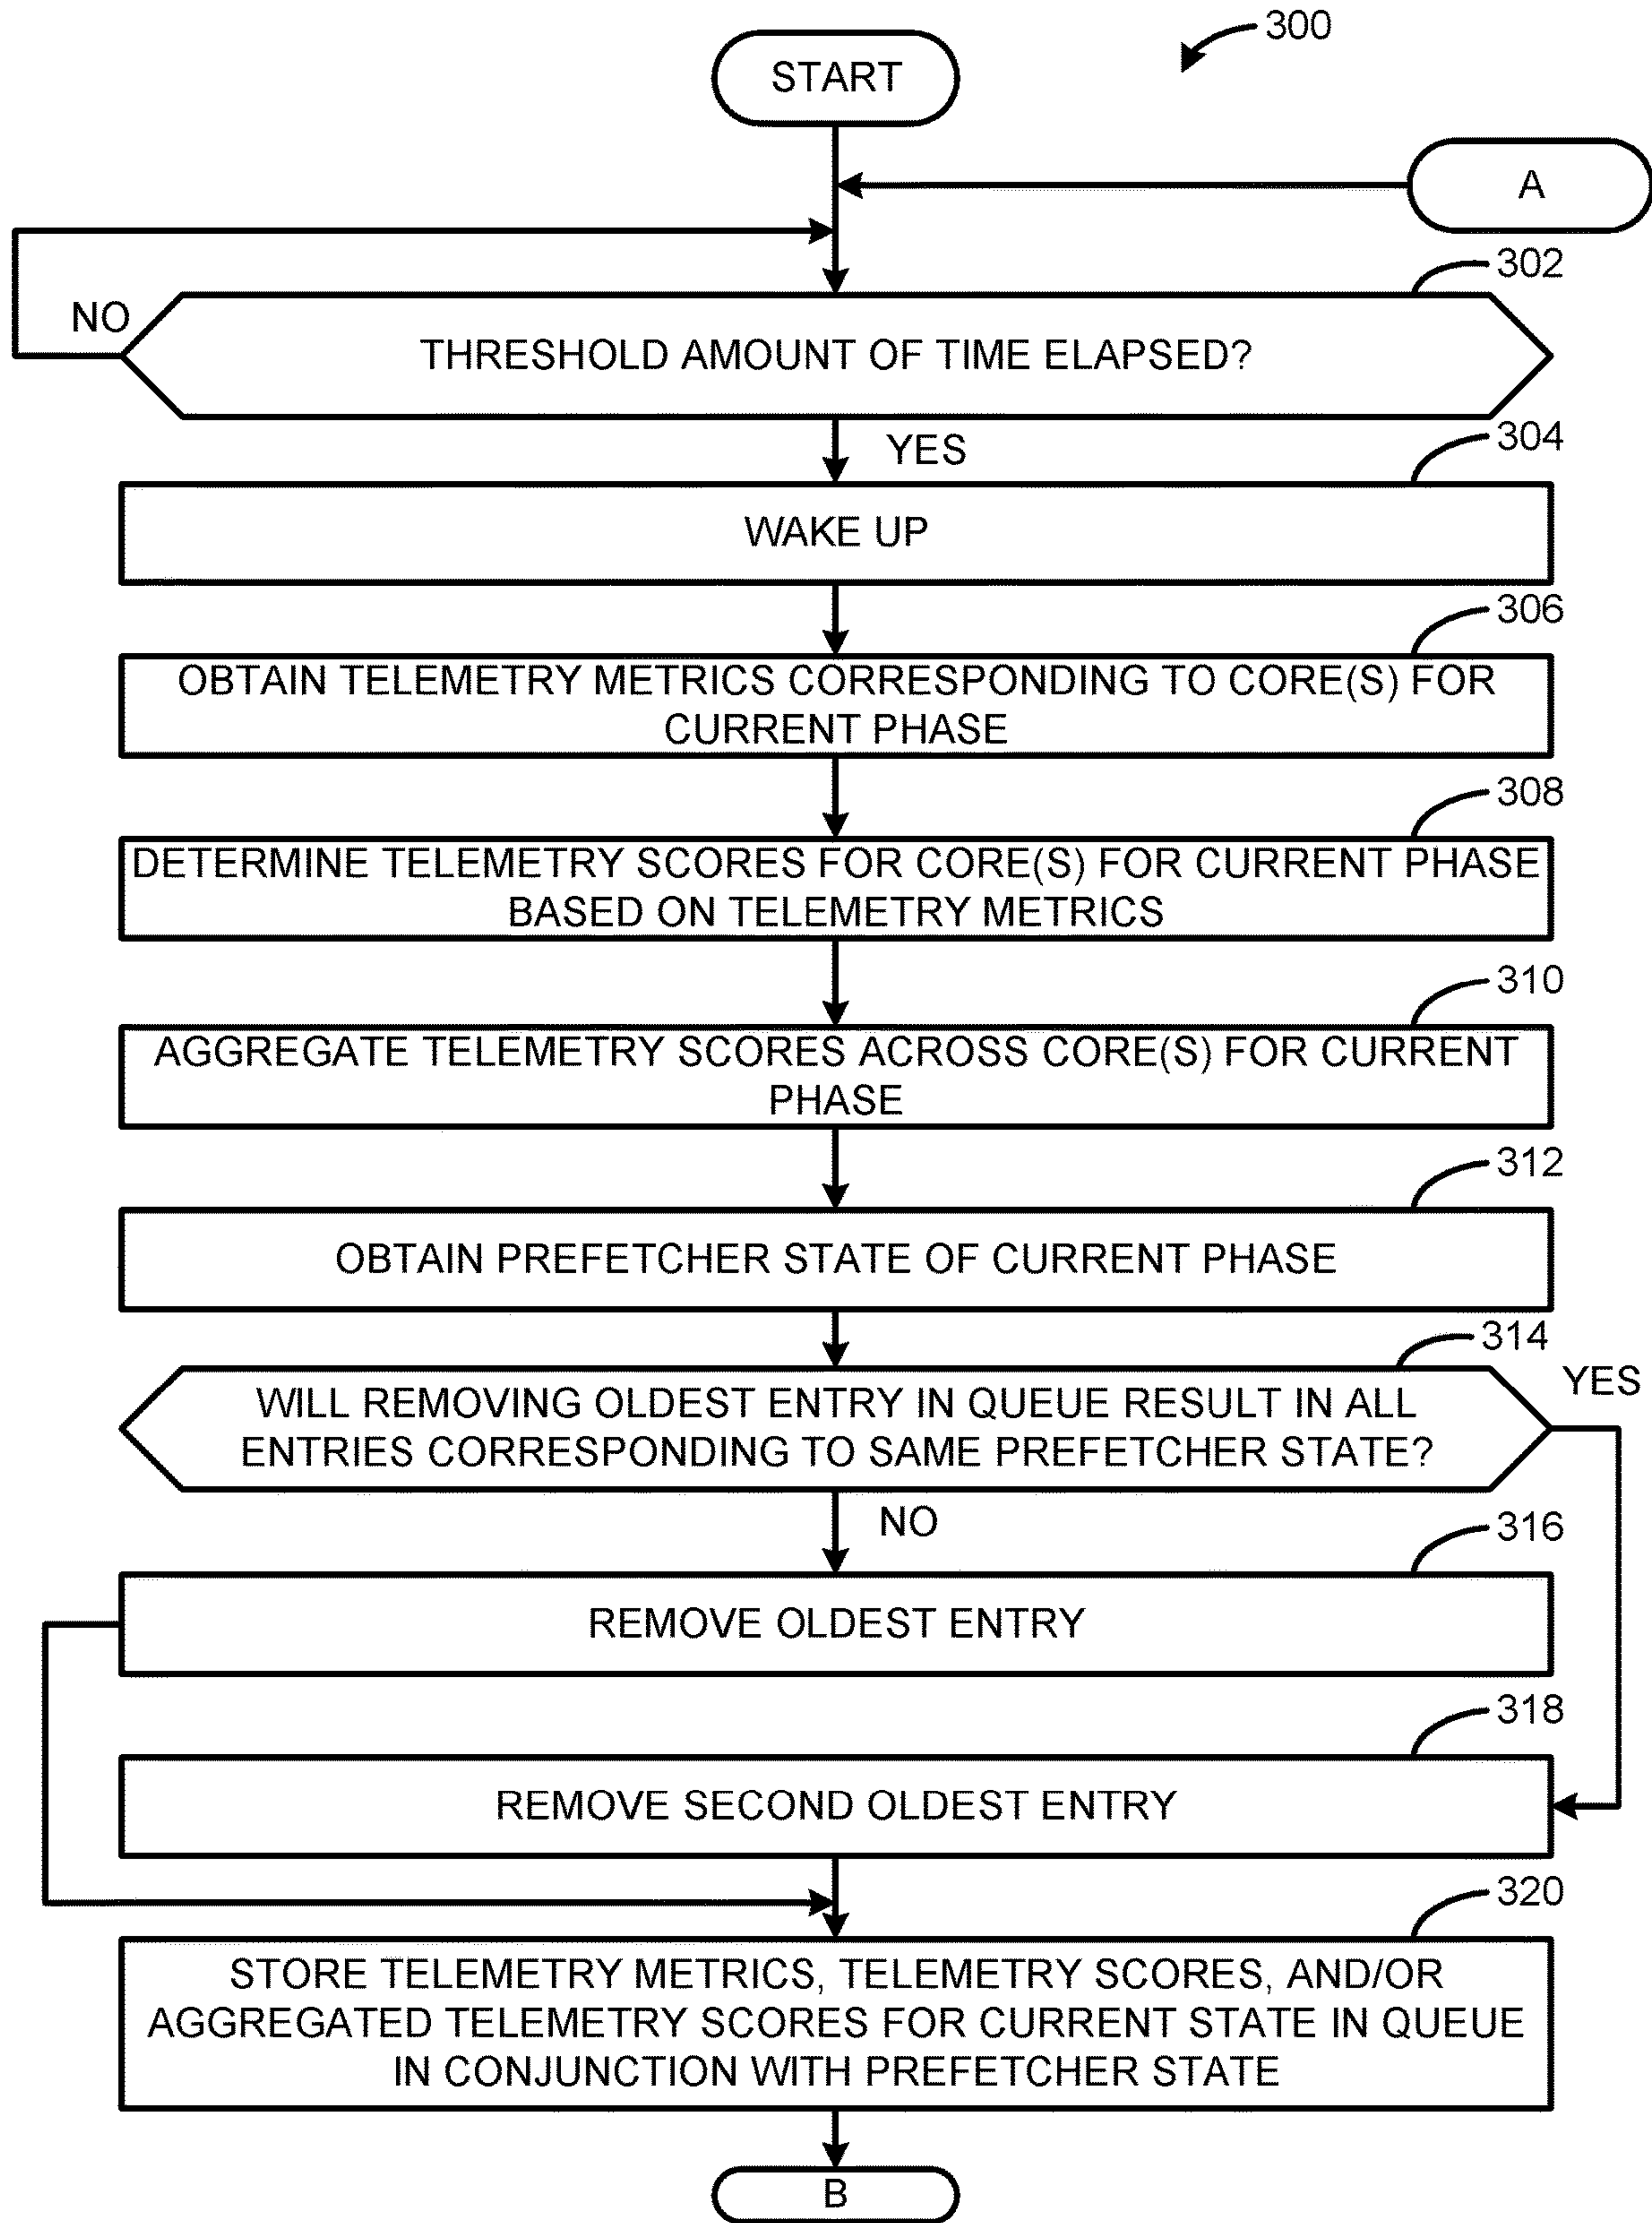 300
START
A
302
NO
THRESHOLD AMOUNT OF TIME ELAPSED?
YES
304
WAKE UP
306
OBTAIN TELEMETRY METRICS CORRESPONDING TO CORE(S) FOR
CURRENT PHASE
308
DETERMINE TELEMETRY SCORES FOR CORE(S) FOR CURRENT PHASE
BASED ON TELEMETRY METRICS
310
AGGREGATE TELEMETRY SCORES ACROSS CORE(S) FOR CURRENT
PHASE
312
OBTAIN PREFETCHER STATE OF CURRENT PHASE
314
YES
WILL REMOVING OLDEST ENTRY IN QUEUE RESULT IN ALL
ENTRIES CORRESPONDING TO SAME PREFETCHER STATE?
NO
316
REMOVE OLDEST ENTRY
318
REMOVE SECOND OLDEST ENTRY
320
STORE TELEMETRY METRICS, TELEMETRY SCORES, AND/OR
AGGREGATED TELEMETRY SCORES FOR CURRENT STATE IN QUEUE
IN CONJUNCTION WITH PREFETCHER STATE
B